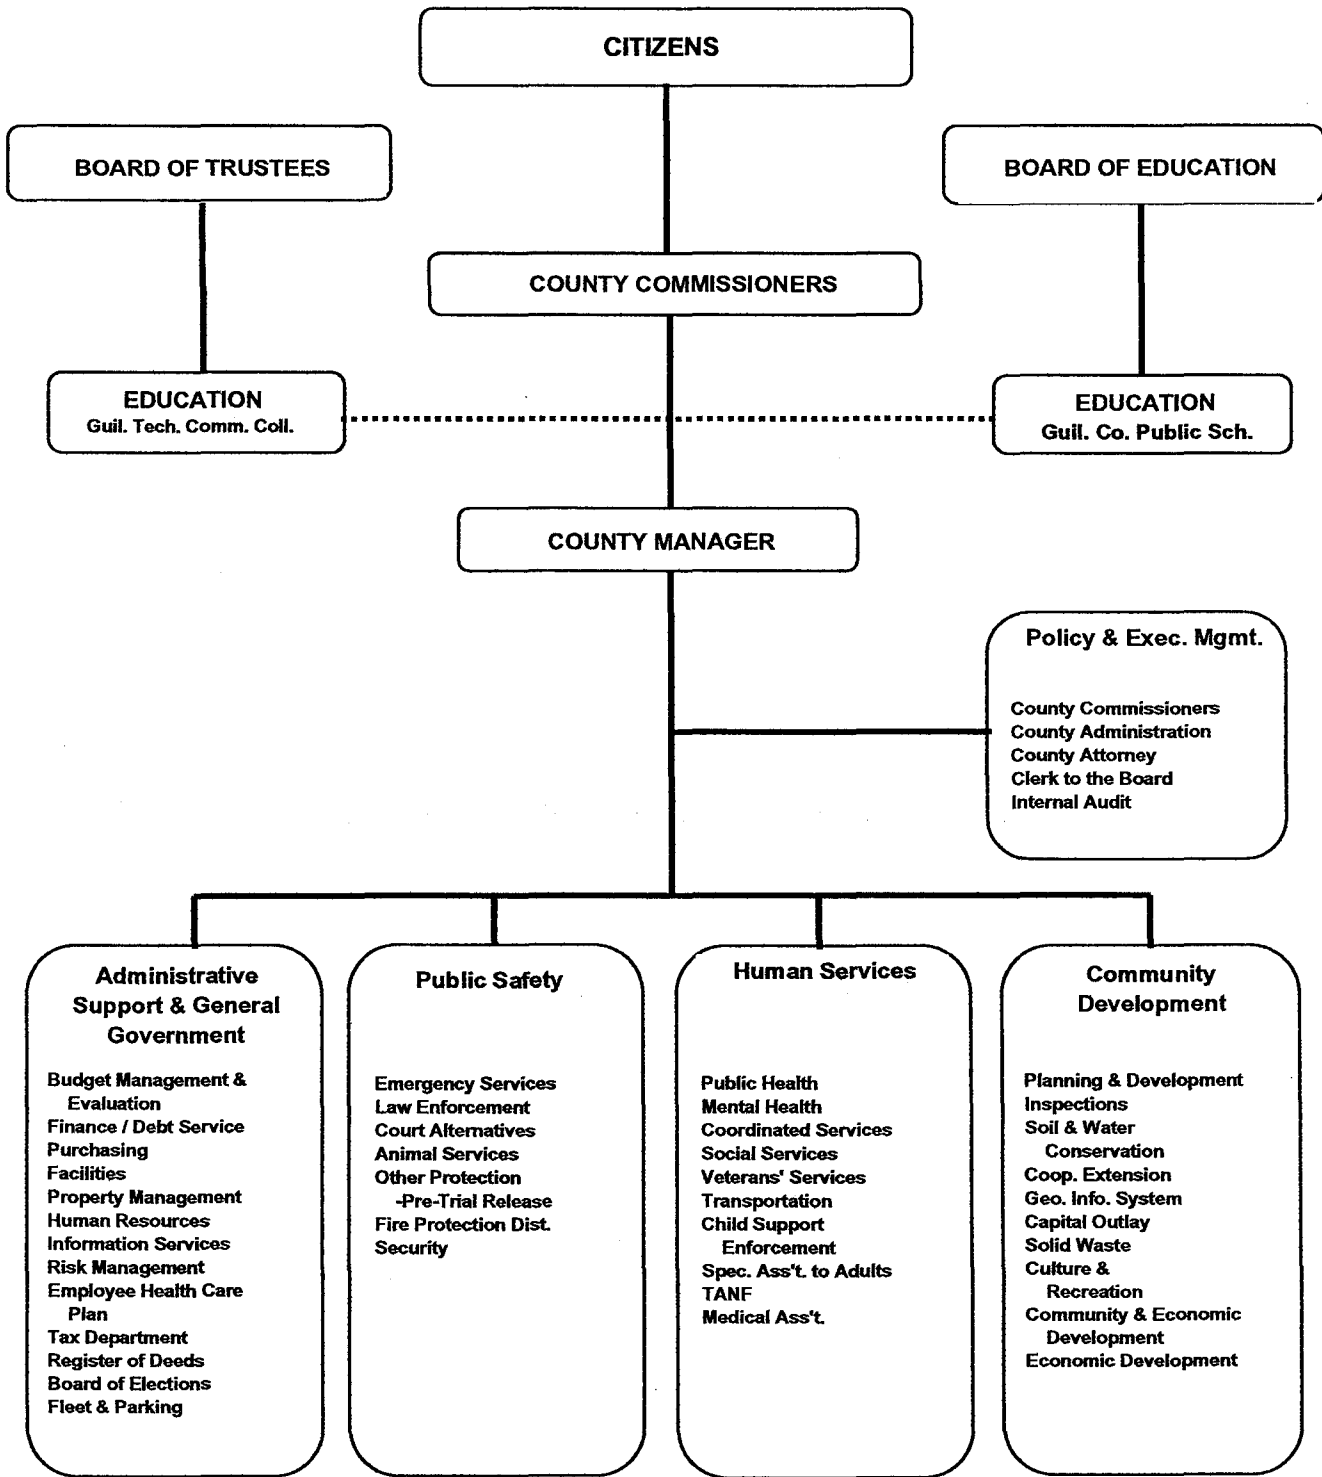 CITIZENS
BOARD OF TRUSTEES
BOARD OF EDUCATION
COUNTY COMMISSIONERS
EDUCATION
Guil. Tech. Comm. Coll.
EDUCATION
Guil. Co. Public Sch.
COUNTY MANAGER
Policy & Exec. Mgmt.
County Commissioners
County Administration
County Attorney
Clerk to the Board
Internal Audit
Administrative
Support & General
Government
Budget Management &
Evaluation
Finance / Debt Service
Purchasing
Facilities
Property Management
Human Resources
Information Services
Risk Management
Employee Health Care
Plan
Tax Department
Register of Deeds
Board of Elections
Fleet & Parking
Public Safety
Emergency Services
Law Enforcement
Court Alternatives
Animal Services
Other Protection
-Pre-Trial Release
Fire Protection Dist.
Security
Human Services
Public Health
Mental Health
Coordinated Services
Social Services
Veterans' Services
Transportation
Child Support
Enforcement
Spec. Ass't. to Adults
TANF
Medical Ass't.
Community
Development
Planning & Development
Inspections
Soil & Water
Conservation
Coop. Extension
Geo. Info. System
Capital Outlay
Solid Waste
Culture &
Recreation
Community & Economic
Development
Economic Development